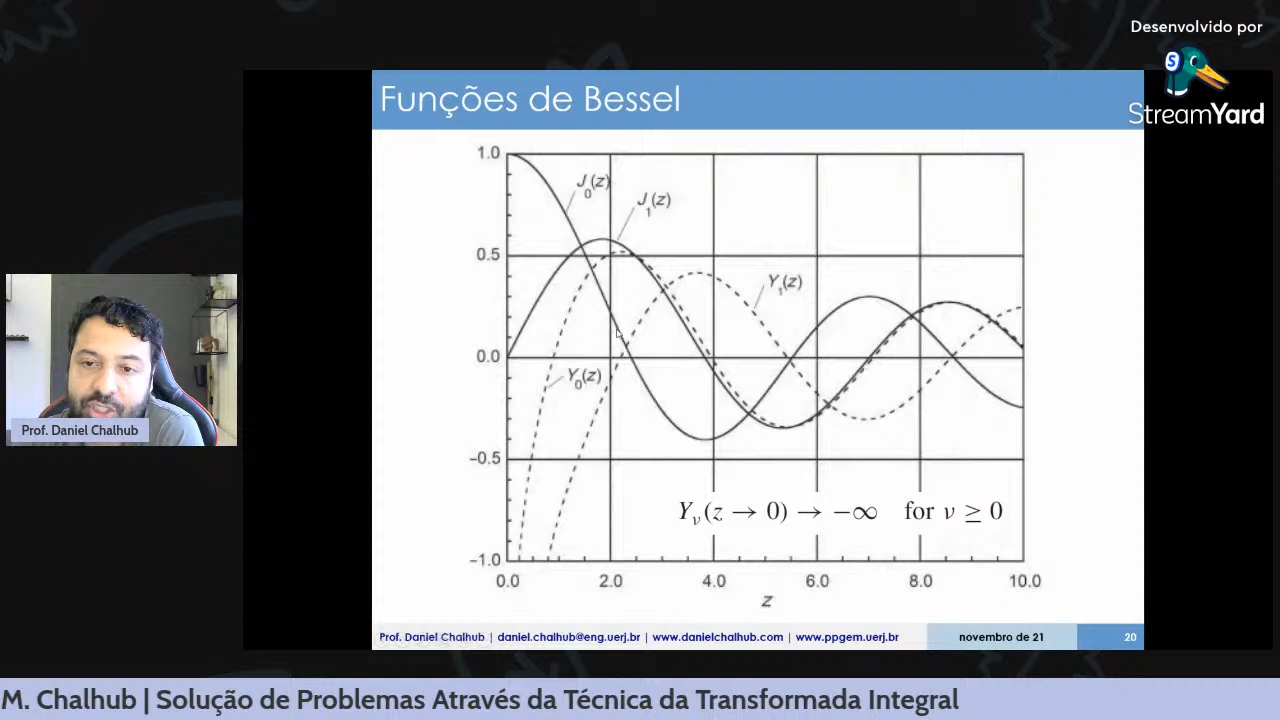 Desenvolvido por
S
StreamYard
Funções de Bessel
1.0
J₀(z)
J₁(z)
0.5
Y₁(z)
0.0
Y₀(z)
−0.5
Yᵥ(z → 0) → −∞ for ν ≥ 0
−1.0
0.0 2.0 4.0 6.0 8.0 10.0
z
Prof. Daniel Chalhub
Prof. Daniel Chalhub | daniel.chalhub@eng.uerj.br | www.danielchalhub.com | www.ppgem.uerj.br novembro de 21 20
M. Chalhub | Solução de Problemas Através da Técnica da Transformada Integral